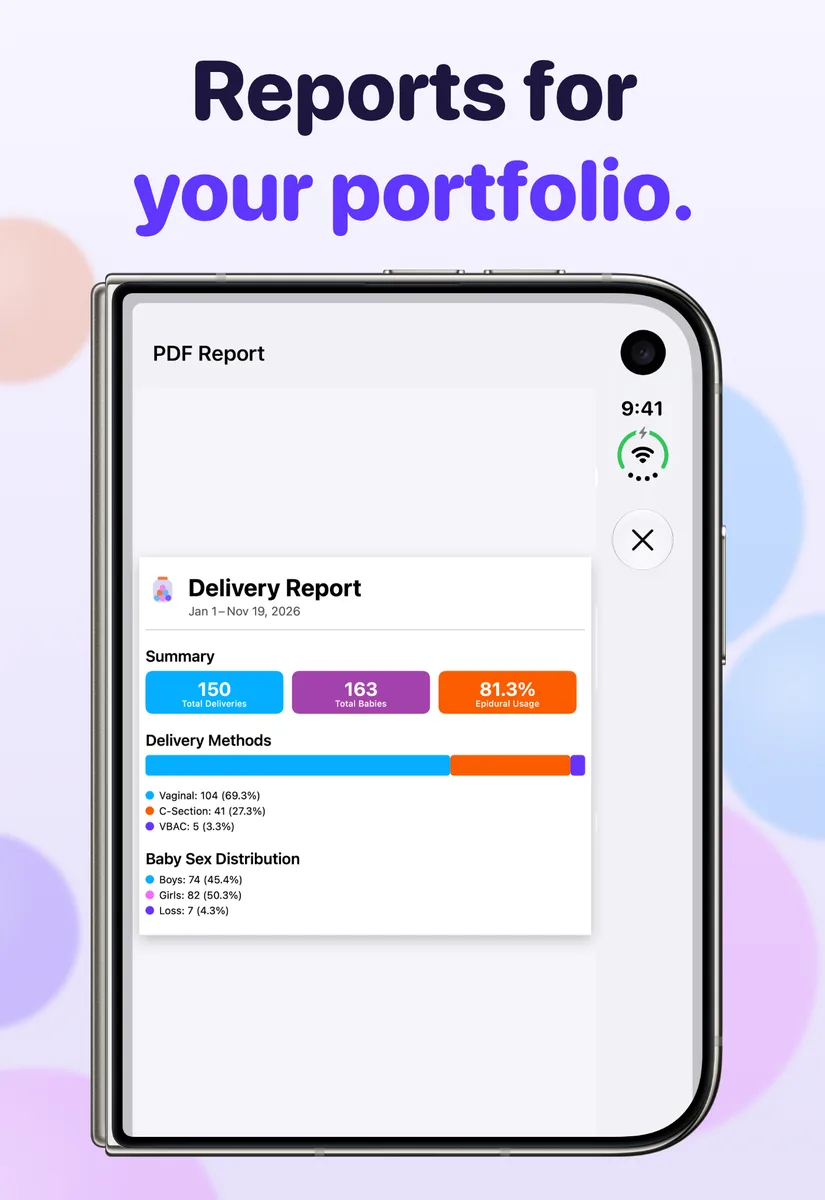 Reports for
your portfolio.
PDF Report
9:41
Delivery Report
Jan 1–Nov 19, 2026
Summary
150
Total Deliveries
163
Total Babies
81.3%
Epidural Usage
Delivery Methods
Vaginal: 104 (69.3%)
C-Section: 41 (27.3%)
VBAC: 5 (3.3%)
Baby Sex Distribution
Boys: 74 (45.4%)
Girls: 82 (50.3%)
Loss: 7 (4.3%)